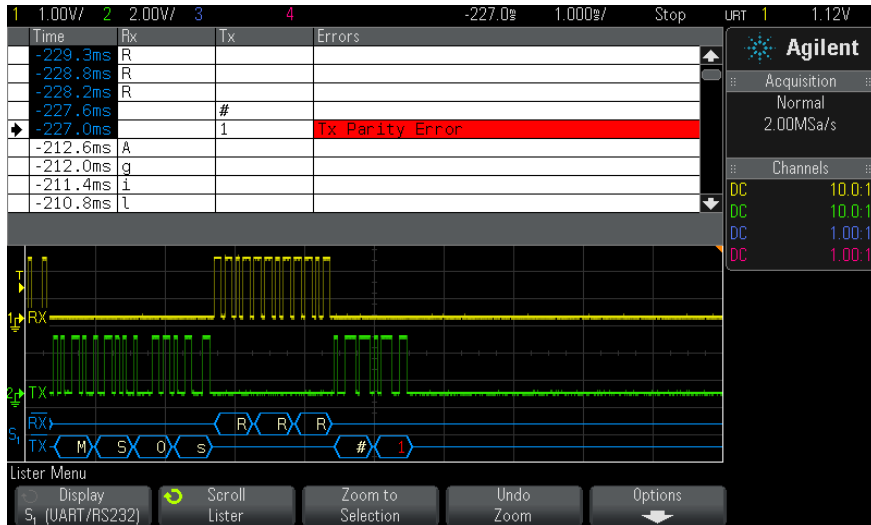 1 1.00V/ 2 2.00V/ 3 4 -227.0ms 1.000ms/ Stop URT 1 1.12V
Time Rx Tx Errors
-229.3ms R
-228.8ms R
-228.2ms R
-227.6ms #
-227.0ms 1 Tx Parity Error
-212.6ms A
-212.0ms g
-211.4ms i
-210.8ms l
Agilent
Acquisition
Normal
2.00MSa/s
Channels
DC 10.0:1
DC 10.0:1
DC 1.00:1
DC 1.00:1
T
1 RX
2 TX
S1 RX R R R
TX M S O s # 1
Lister Menu
Display
S1 (UART/RS232)
Scroll
Lister
Zoom to
Selection
Undo
Zoom
Options